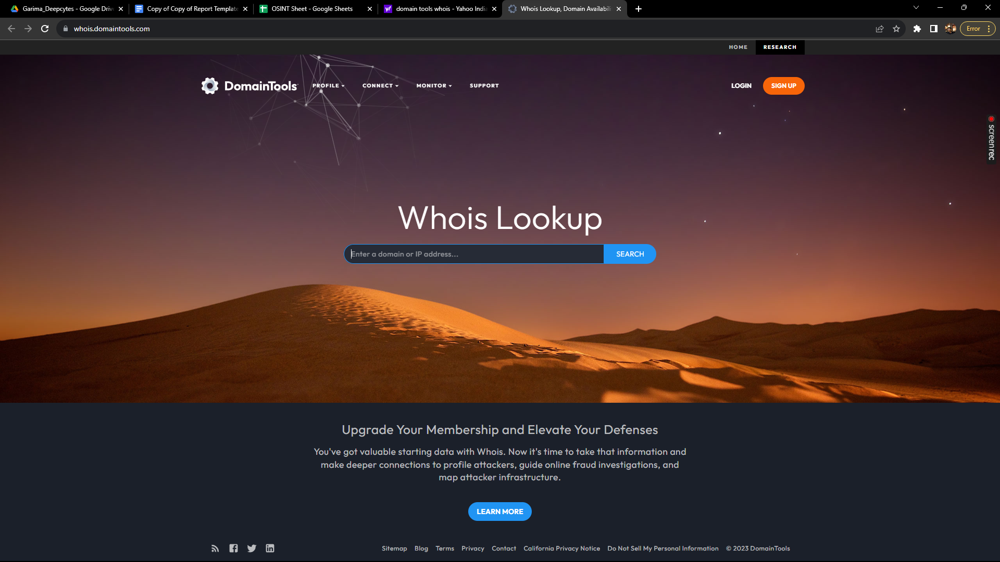 Garima_Deepcytes - Google Drive
Copy of Copy of Report Template
OSINT Sheet - Google Sheets
domain tools whois - Yahoo India
Whois Lookup, Domain Availabili
whois.domaintools.com
Error
HOME
RESEARCH
DomainTools
PROFILE
CONNECT
MONITOR
SUPPORT
LOGIN
SIGN UP
screenrec
Whois Lookup
Enter a domain or IP address...
SEARCH
Upgrade Your Membership and Elevate Your Defenses
You've got valuable starting data with Whois. Now it's time to take that information and
make deeper connections to profile attackers, guide online fraud investigations, and
map attacker infrastructure.
LEARN MORE
Sitemap Blog Terms Privacy Contact California Privacy Notice Do Not Sell My Personal Information © 2023 DomainTools